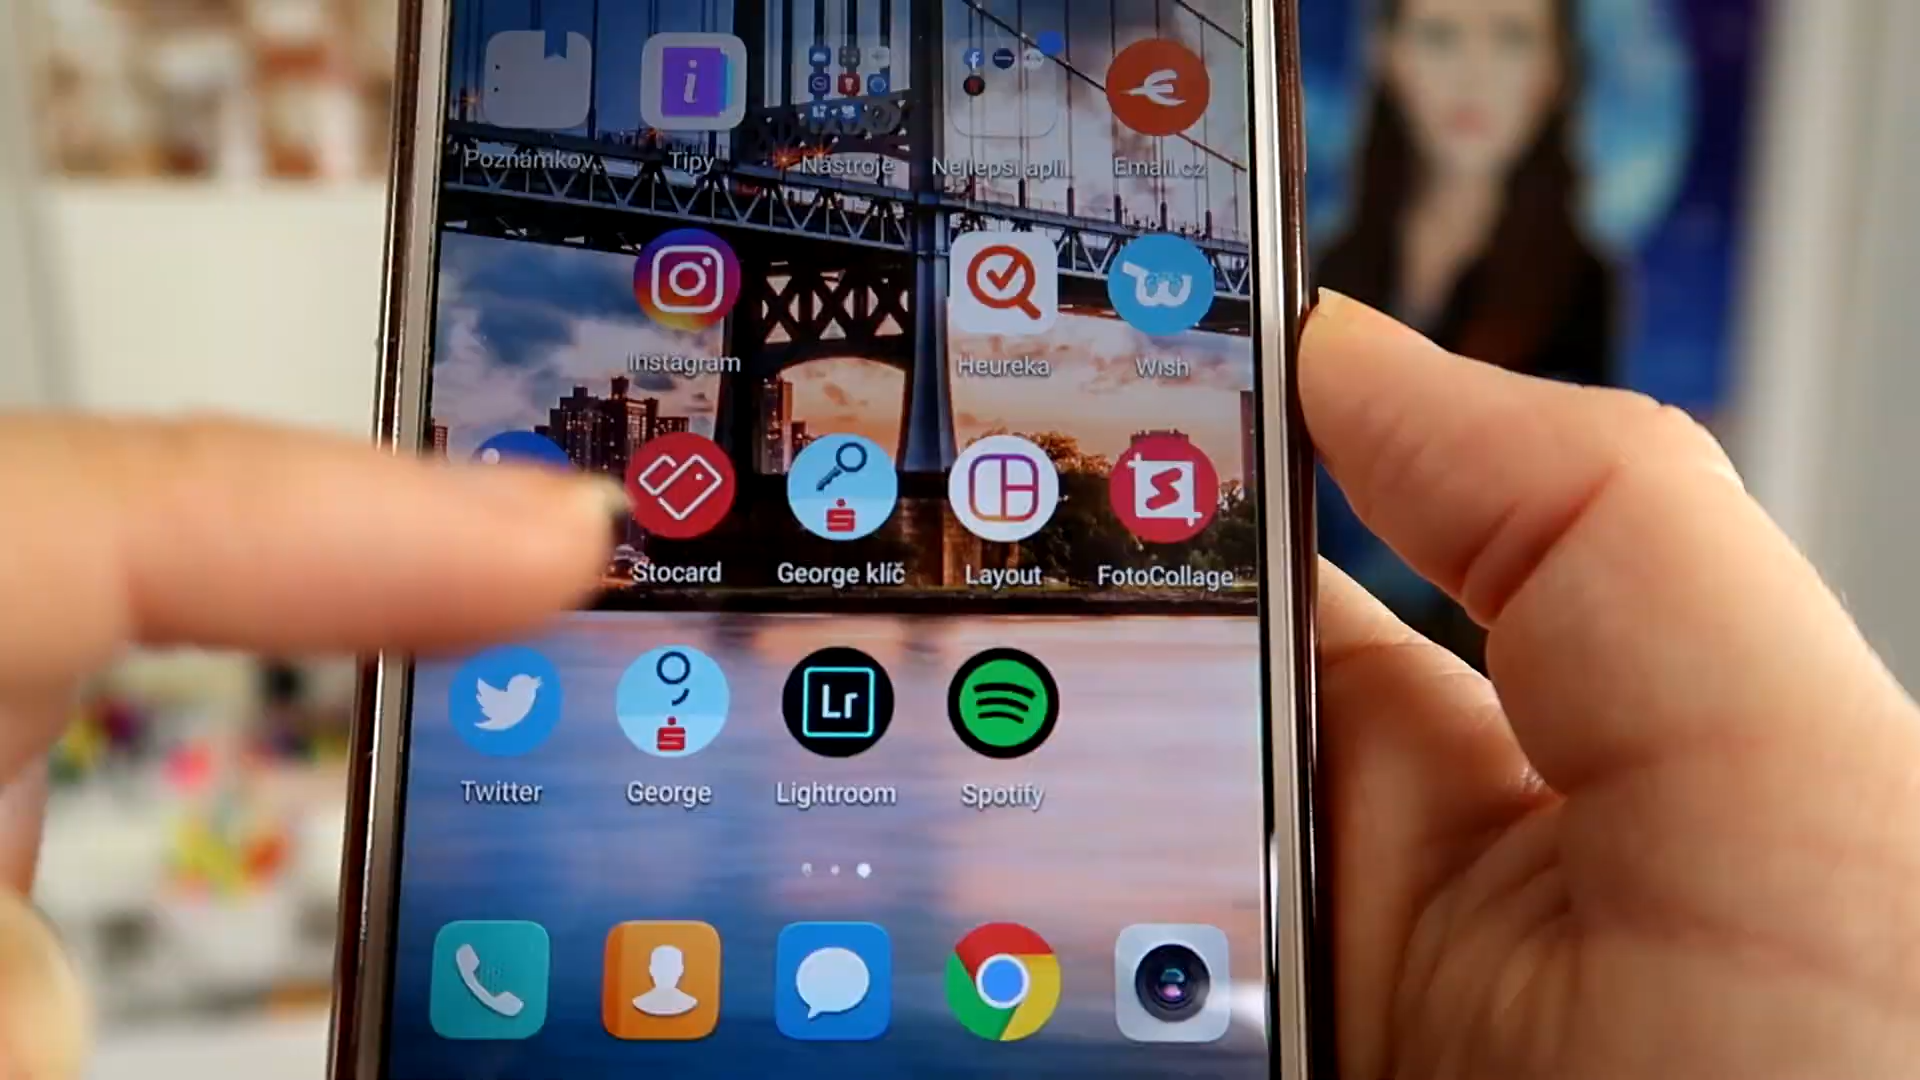 Poznámkov... Tipy Nástroje Nejlepší apli... Email.cz
Instagram Heureka Wish
Stocard George klíč Layout FotoCollage
Lr
Twitter George Lightroom Spotify